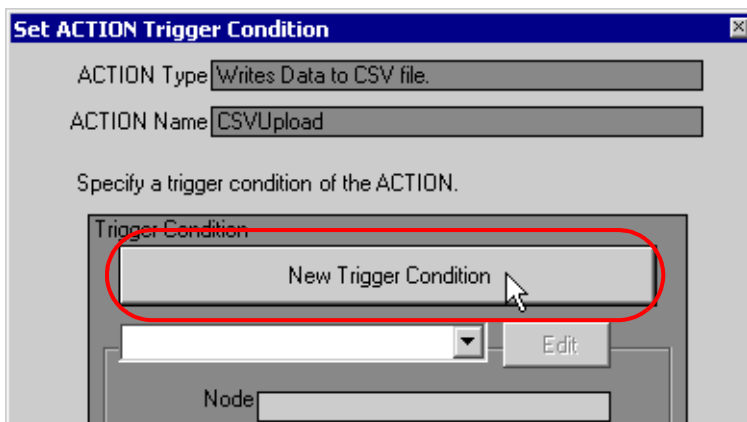 Set ACTION Trigger Condition
ACTION Type Writes Data to CSV file.
ACTION Name CSVUpload
Specify a trigger condition of the ACTION.
Trigger Condition
New Trigger Condition
Edit
Node